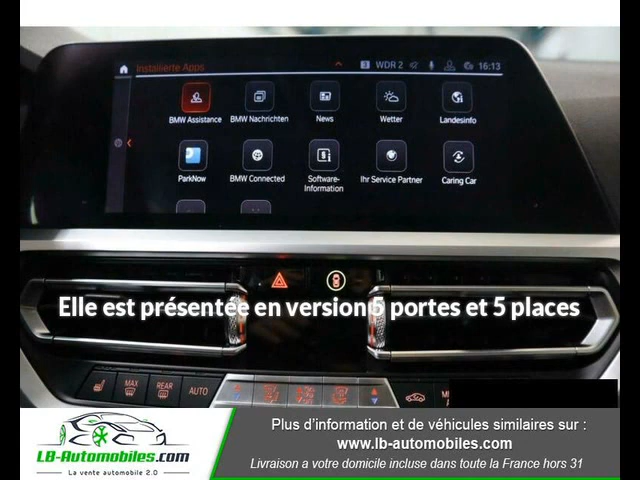 Installierte Apps
3 WDR 2 16:13
BMW Assistance
BMW Nachrichten
News
Wetter
Landesinfo
ParkNow
BMW Connected
Software-
Information
Ihr Service Partner
Caring Car
Elle est présentée en version 5 portes et 5 places
MAX
REAR
AUTO
LB-Automobiles.com
La vente automobile 2.0
Plus d'information et de véhicules similaires sur :
www.lb-automobiles.com
Livraison a votre domicile incluse dans toute la France hors 31